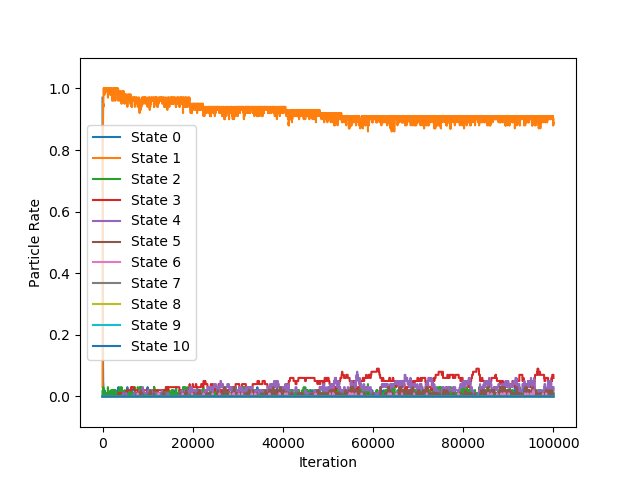 1.0
0.8
0.6
0.4
0.2
0.0
Particle Rate
State 0
State 1
State 2
State 3
State 4
State 5
State 6
State 7
State 8
State 9
State 10
0 20000 40000 60000 80000 100000
Iteration